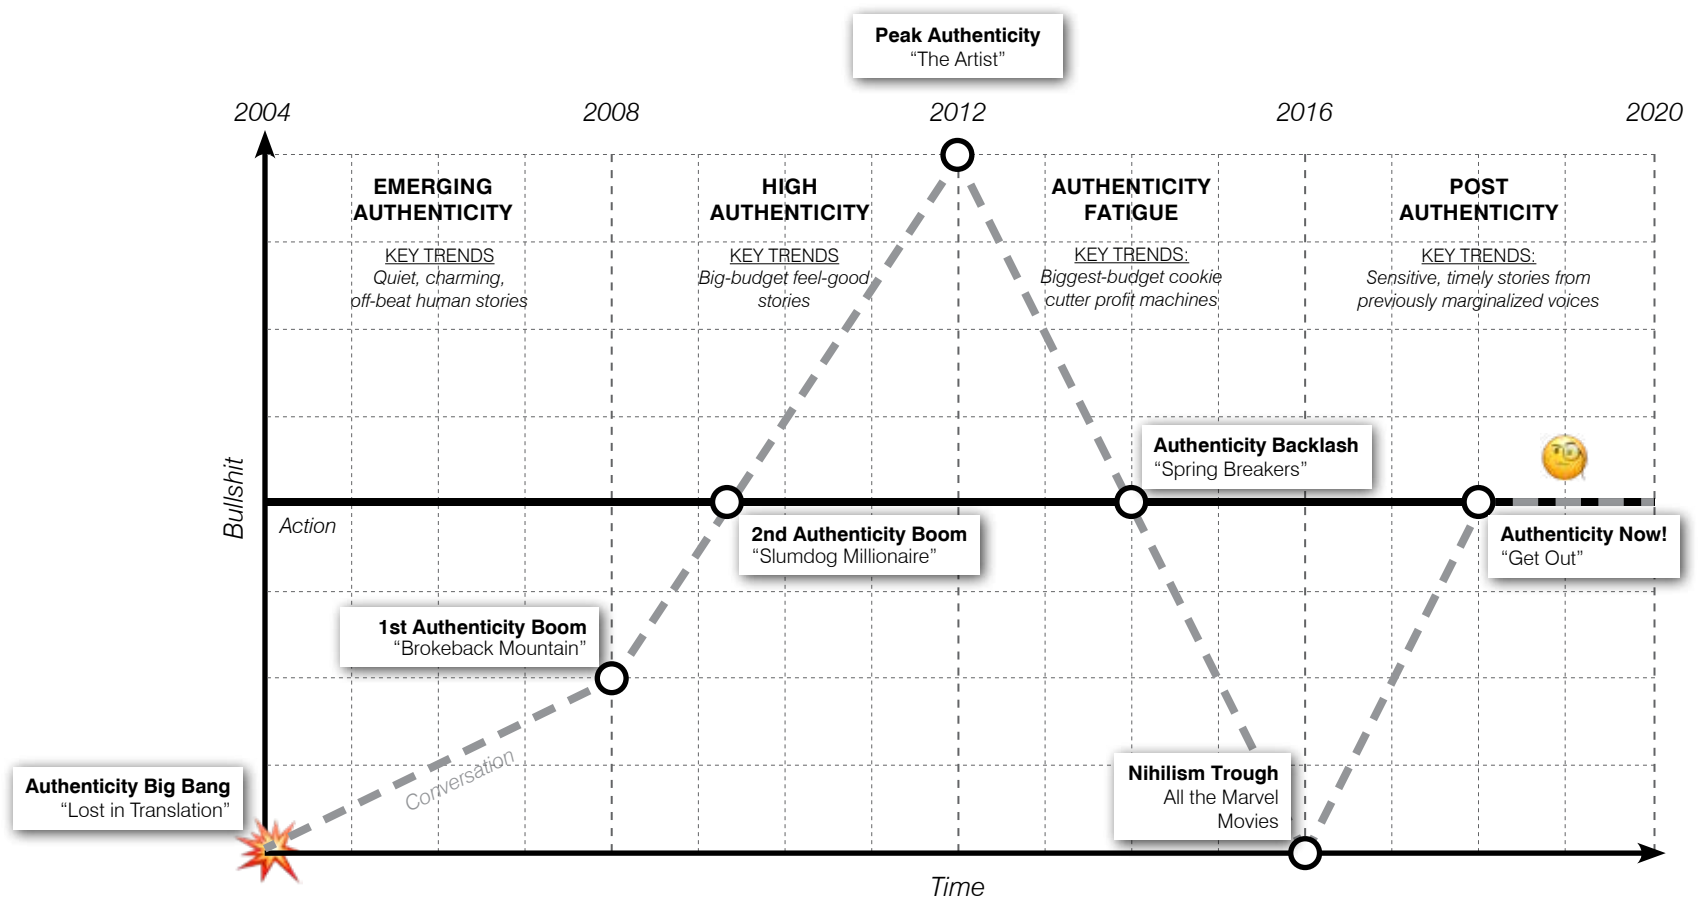 Peak Authenticity
“The Artist”
2004
2008
2012
2016
2020
EMERGING
AUTHENTICITY
KEY TRENDS
Quiet, charming,
off-beat human stories
HIGH
AUTHENTICITY
KEY TRENDS
Big-budget feel-good
stories
AUTHENTICITY
FATIGUE
KEY TRENDS:
Biggest-budget cookie
cutter profit machines
POST
AUTHENTICITY
KEY TRENDS:
Sensitive, timely stories from
previously marginalized voices
Bullshit
Action
Authenticity Backlash
“Spring Breakers”
2nd Authenticity Boom
“Slumdog Millionaire”
Authenticity Now!
“Get Out”
1st Authenticity Boom
“Brokeback Mountain”
Conversation
Authenticity Big Bang
“Lost in Translation”
Nihilism Trough
All the Marvel
Movies
Time